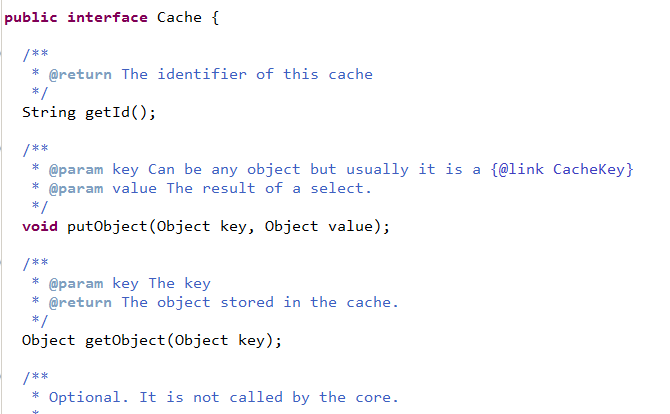 public interface Cache {
/**
* @return The identifier of this cache
*/
String getId();
/**
* @param key Can be any object but usually it is a {@link CacheKey}
* @param value The result of a select.
*/
void putObject(Object key, Object value);
/**
* @param key The key
* @return The object stored in the cache.
*/
Object getObject(Object key);
/**
* Optional. It is not called by the core.
*